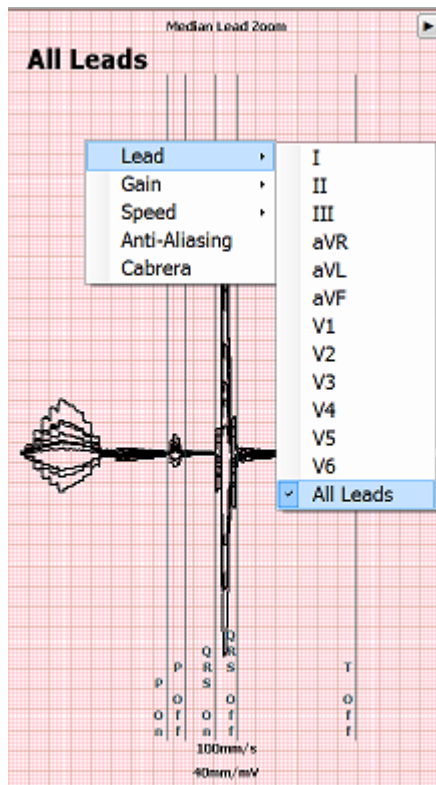 Median Lead Zoom
All Leads
Lead
Gain
Speed
Anti-Aliasing
Cabrera
I
II
III
aVR
aVL
aVF
V1
V2
V3
V4
V5
V6
All Leads
P On
P Off
QRS On
QRS Off
T Off
100mm/s
40mm/mV